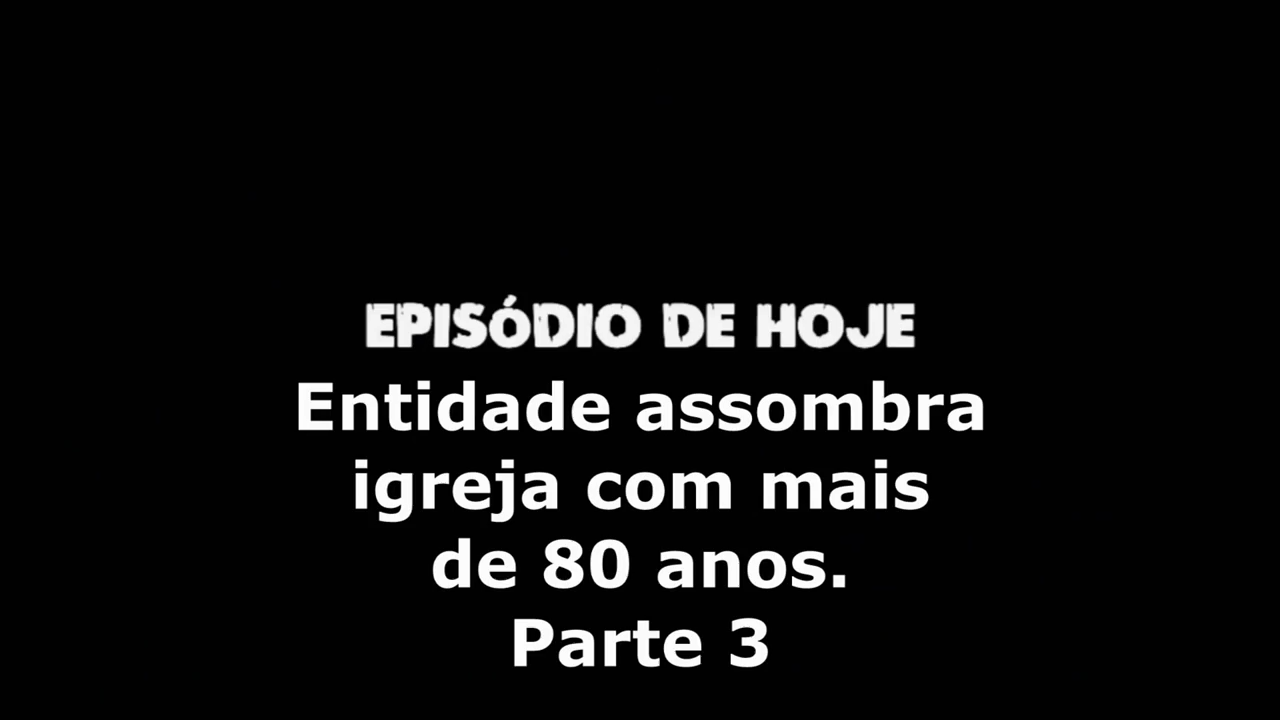 EPISÓDIO DE HOJE
Entidade assombra
igreja com mais
de 80 anos.
Parte 3